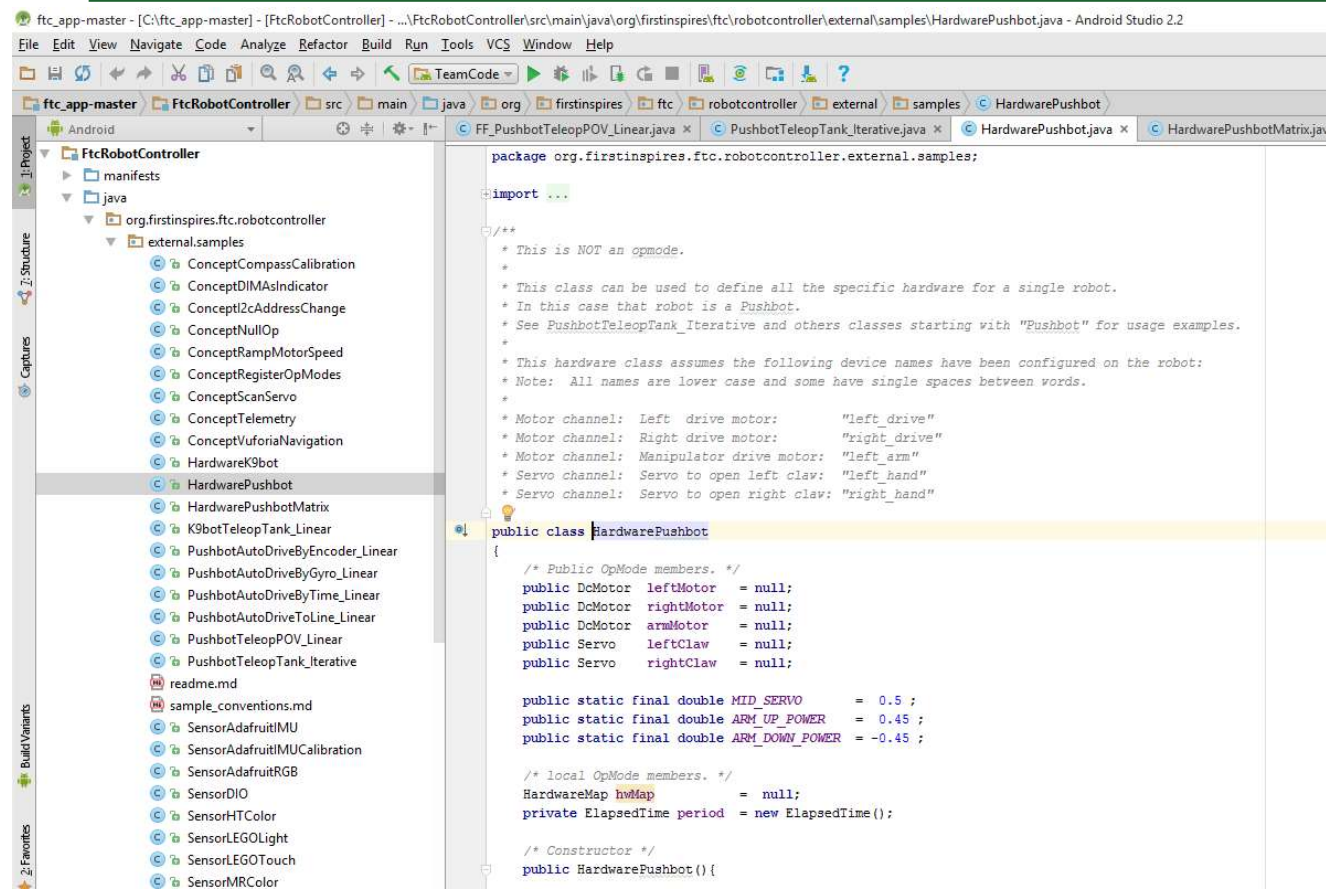 ftc_app-master - [C:\ftc_app-master] - [FtcRobotController] - ...\FtcRobotController\src\main\java\org\firstinspires\ftc\robotcontroller\external\samples\HardwarePushbot.java - Android Studio 2.2
File Edit View Navigate Code Analyze Refactor Build Run Tools VCS Window Help
TeamCode
ftc_app-master FtcRobotController src main java org firstinspires ftc robotcontroller external samples HardwarePushbot
Android
FF_PushbotTeleopPOV_Linear.java PushbotTeleopTank_Iterative.java HardwarePushbot.java HardwarePushbotMatrix.jav
1: Project
7: Structure
Captures
Build Variants
2: Favorites
FtcRobotController
manifests
java
org.firstinspires.ftc.robotcontroller
external.samples
ConceptCompassCalibration
ConceptDIMAsIndicator
ConceptI2cAddressChange
ConceptNullOp
ConceptRampMotorSpeed
ConceptRegisterOpModes
ConceptScanServo
ConceptTelemetry
ConceptVuforiaNavigation
HardwareK9bot
HardwarePushbot
HardwarePushbotMatrix
K9botTeleopTank_Linear
PushbotAutoDriveByEncoder_Linear
PushbotAutoDriveByGyro_Linear
PushbotAutoDriveByTime_Linear
PushbotAutoDriveToLine_Linear
PushbotTeleopPOV_Linear
PushbotTeleopTank_Iterative
readme.md
sample_conventions.md
SensorAdafruitIMU
SensorAdafruitIMUCalibration
SensorAdafruitRGB
SensorDIO
SensorHTColor
SensorLEGOLight
SensorLEGOTouch
SensorMRColor
package org.firstinspires.ftc.robotcontroller.external.samples;
import ...
/**
* This is NOT an opmode.
*
* This class can be used to define all the specific hardware for a single robot.
* In this case that robot is a Pushbot.
* See PushbotTeleopTank_Iterative and others classes starting with "Pushbot" for usage examples.
*
* This hardware class assumes the following device names have been configured on the robot:
* Note:  All names are lower case and some have single spaces between words.
*
* Motor channel:  Left  drive motor:        "left_drive"
* Motor channel:  Right drive motor:        "right_drive"
* Motor channel:  Manipulator drive motor:  "left_arm"
* Servo channel:  Servo to open left claw:  "left_hand"
* Servo channel:  Servo to open right claw: "right_hand"
public class HardwarePushbot
{
/* Public OpMode members. */
public DcMotor  leftMotor   = null;
public DcMotor  rightMotor  = null;
public DcMotor  armMotor    = null;
public Servo    leftClaw    = null;
public Servo    rightClaw   = null;
public static final double MID_SERVO       =  0.5 ;
public static final double ARM_UP_POWER    =  0.45 ;
public static final double ARM_DOWN_POWER  = -0.45 ;
/* local OpMode members. */
HardwareMap hwMap           =  null;
private ElapsedTime period  = new ElapsedTime();
/* Constructor */
public HardwarePushbot(){